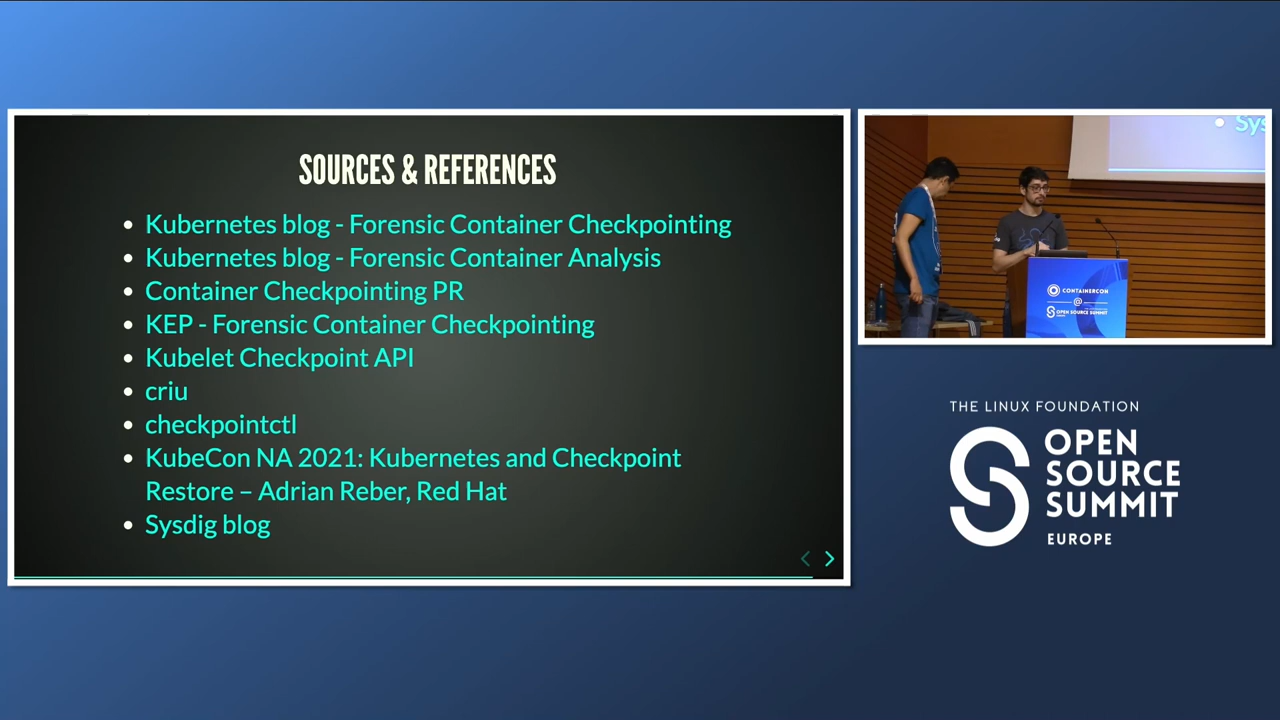 SOURCES & REFERENCES
Kubernetes blog - Forensic Container Checkpointing
Kubernetes blog - Forensic Container Analysis
Container Checkpointing PR
KEP - Forensic Container Checkpointing
Kubelet Checkpoint API
criu
checkpointctl
KubeCon NA 2021: Kubernetes and Checkpoint
Restore – Adrian Reber, Red Hat
Sysdig blog
Sys
CONTAINERCON
@
OPEN SOURCE SUMMIT
THE LINUX FOUNDATION
OPEN
SOURCE
SUMMIT
EUROPE